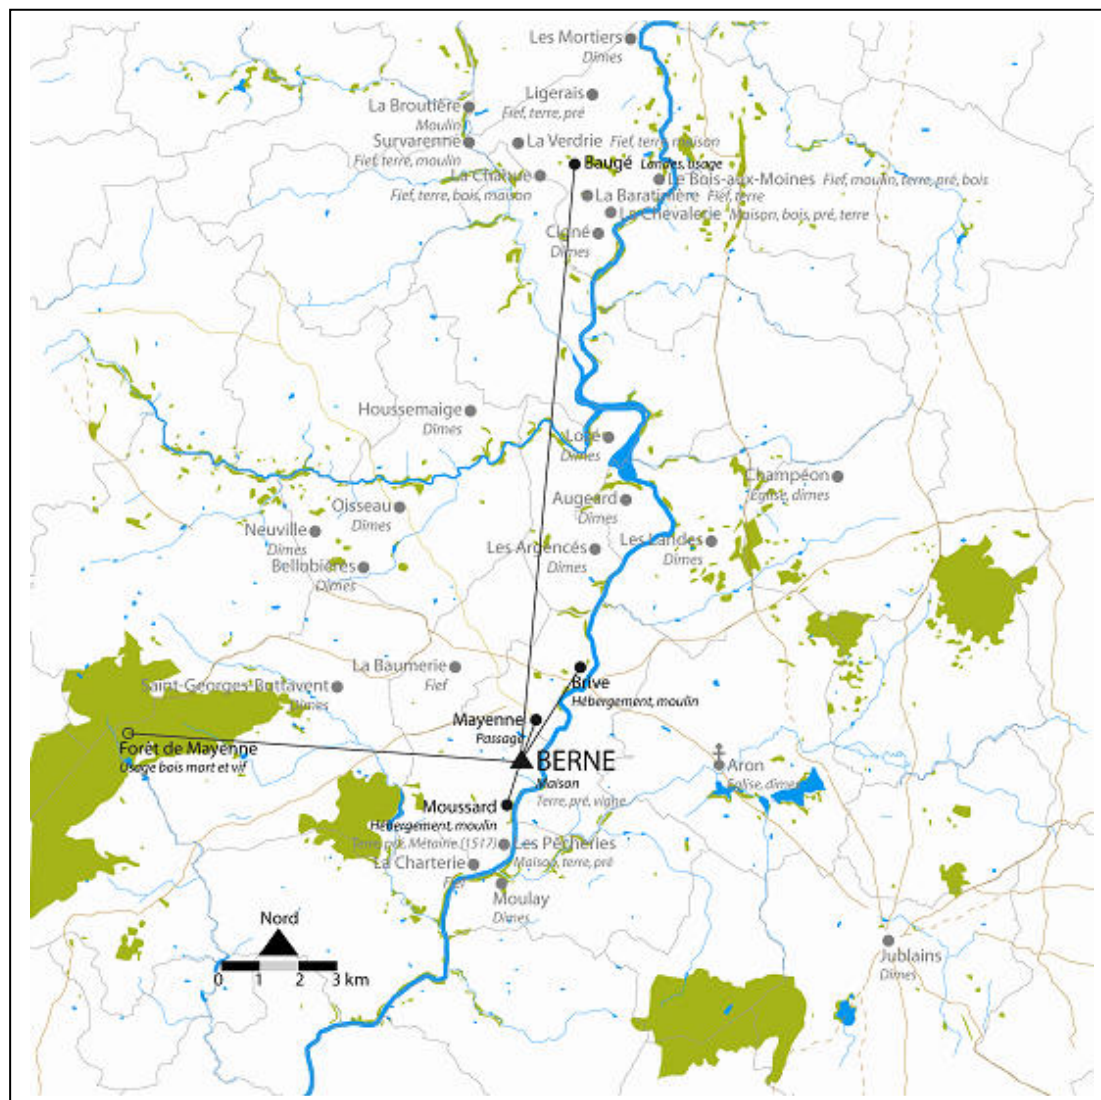 Les Mortiers
Dîmes
Ligerais
Fief, terre, pré
La Broutière
Moulin
Survarenne
Fief, terre, moulin
La Verdrie Fief, terre, maison
Baugé Landes, usage
La Chanue
Fief, terre, bois, maison
Le Bois-aux-Moines Fief, moulin, terre, pré, bois
La Baratinière Fief, terre
La Chevalerie Maison, bois, pré, terre
Cigné
Dîmes
Houssemaige
Dîmes
Loré
Dîmes
Champéon
Eglise, dîmes
Oisseau
Dîmes
Augeard
Dîmes
Neuville
Dîmes
Les Argencés
Dîmes
Les Landes
Dîmes
Bellobières
Dîmes
La Baumerie
Fief
Saint-Georges Buttavent
Dîmes
Brive
Hébergement, moulin
Mayenne
Passage
Forêt de Mayenne
Usage bois mort et vif
BERNE
Maison
Terre, pré, vigne
Aron
Eglise, dîmes
Moussard
Hébergement, moulin
Terre, pré, Métairie (1517)
Les Pêcheries
Maison, terre, pré
La Charterie
Fief
Moulay
Dîmes
Nord
0 1 2 3 km
Jublains
Dîmes